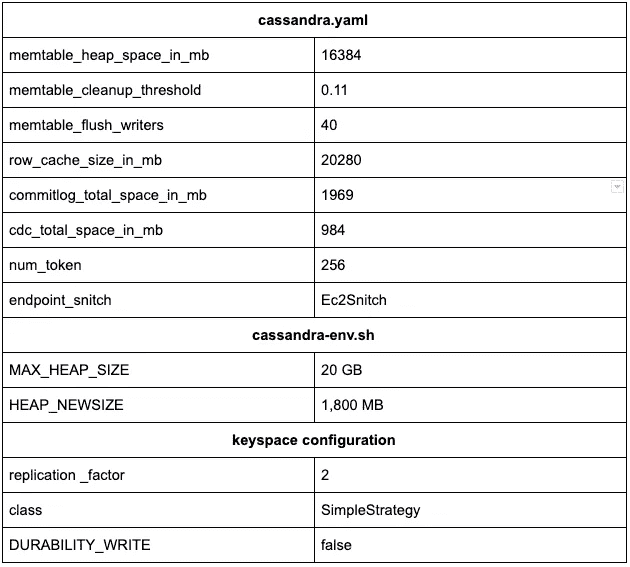 cassandra.yaml
memtable_heap_space_in_mb 16384
memtable_cleanup_threshold 0.11
memtable_flush_writers 40
row_cache_size_in_mb 20280
commitlog_total_space_in_mb 1969
cdc_total_space_in_mb 984
num_token 256
endpoint_snitch Ec2Snitch
cassandra-env.sh
MAX_HEAP_SIZE 20 GB
HEAP_NEWSIZE 1,800 MB
keyspace configuration
replication _factor 2
class SimpleStrategy
DURABILITY_WRITE false